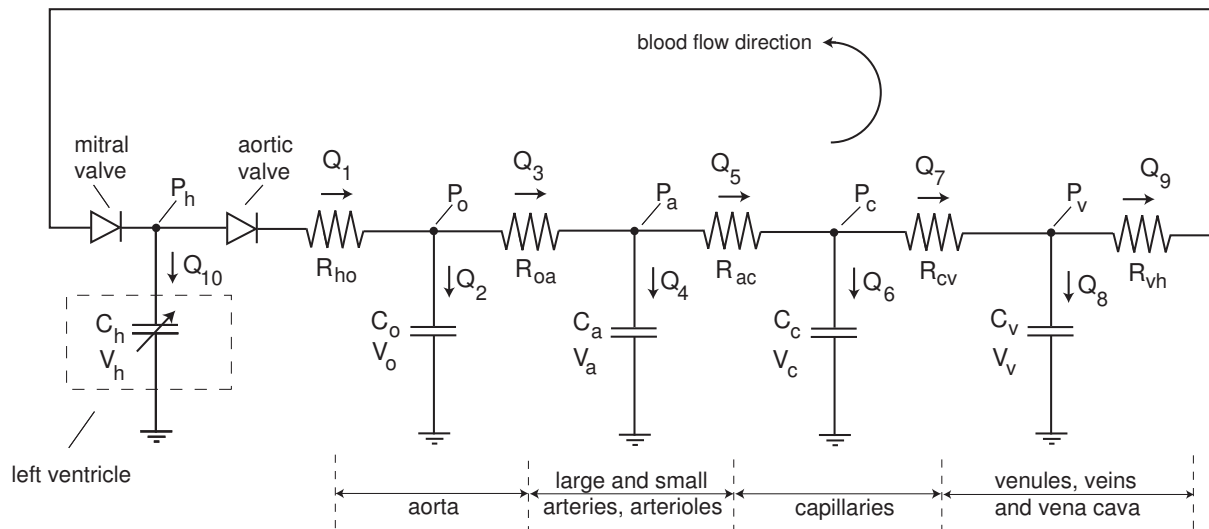 blood flow direction
mitral
valve
aortic
valve
P_h
Q_1
P_o
Q_3
P_a
Q_5
P_c
Q_7
P_v
Q_9
R_ho
R_oa
R_ac
R_cv
R_vh
Q_10
Q_2
Q_4
Q_6
Q_8
C_h
V_h
C_o
V_o
C_a
V_a
C_c
V_c
C_v
V_v
left ventricle
aorta
large and small
arteries, arterioles
capillaries
venules, veins
and vena cava